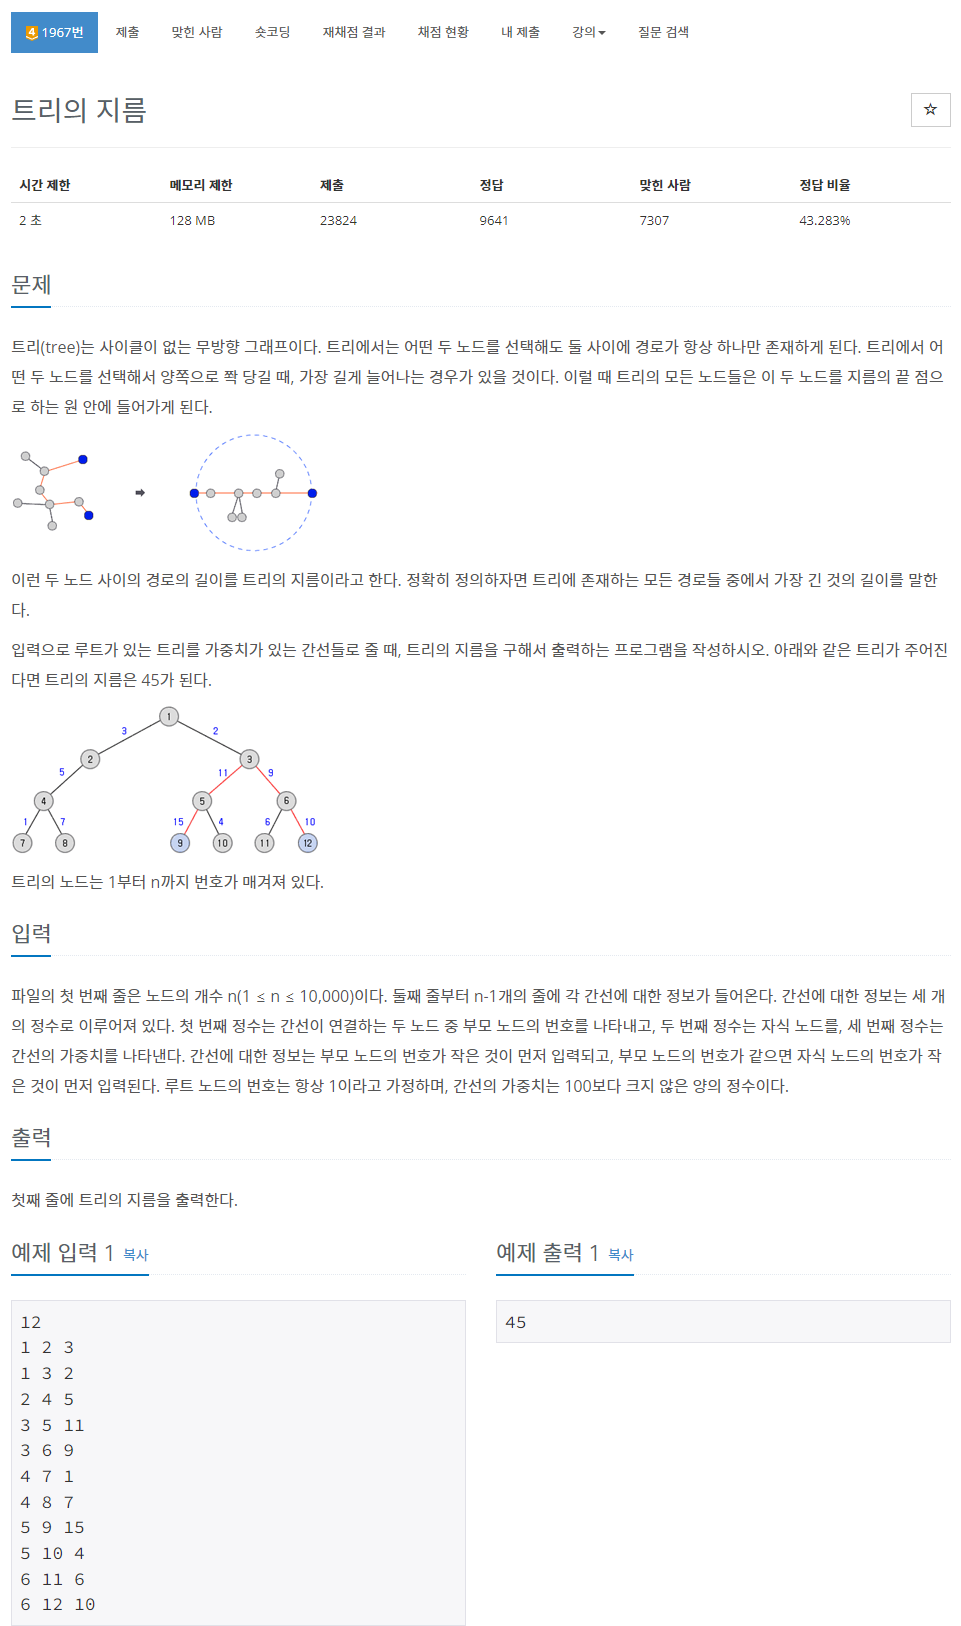 4 1967번 제출 맞힌 사람 숏코딩 재채점 결과 채점 현황 내 제출 강의 질문 검색
트리의 지름
시간 제한 메모리 제한 제출 정답 맞힌 사람 정답 비율
2 초 128 MB 23824 9641 7307 43.283%
문제
트리(tree)는 사이클이 없는 무방향 그래프이다. 트리에서는 어떤 두 노드를 선택해도 둘 사이에 경로가 항상 하나만 존재하게 된다. 트리에서 어
떤 두 노드를 선택해서 양쪽으로 쫙 당길 때, 가장 길게 늘어나는 경우가 있을 것이다. 이럴 때 트리의 모든 노드들은 이 두 노드를 지름의 끝 점으
로 하는 원 안에 들어가게 된다.
이런 두 노드 사이의 경로의 길이를 트리의 지름이라고 한다. 정확히 정의하자면 트리에 존재하는 모든 경로들 중에서 가장 긴 것의 길이를 말한
다.
입력으로 루트가 있는 트리를 가중치가 있는 간선들로 줄 때, 트리의 지름을 구해서 출력하는 프로그램을 작성하시오. 아래와 같은 트리가 주어진
다면 트리의 지름은 45가 된다.
1
3 2
2 3
5 11 9
4 5 6
1 7 15 4 6 10
7 8 9 10 11 12
트리의 노드는 1부터 n까지 번호가 매겨져 있다.
입력
파일의 첫 번째 줄은 노드의 개수 n(1 ≤ n ≤ 10,000)이다. 둘째 줄부터 n-1개의 줄에 각 간선에 대한 정보가 들어온다. 간선에 대한 정보는 세 개
의 정수로 이루어져 있다. 첫 번째 정수는 간선이 연결하는 두 노드 중 부모 노드의 번호를 나타내고, 두 번째 정수는 자식 노드를, 세 번째 정수는
간선의 가중치를 나타낸다. 간선에 대한 정보는 부모 노드의 번호가 작은 것이 먼저 입력되고, 부모 노드의 번호가 같으면 자식 노드의 번호가 작
은 것이 먼저 입력된다. 루트 노드의 번호는 항상 1이라고 가정하며, 간선의 가중치는 100보다 크지 않은 양의 정수이다.
출력
첫째 줄에 트리의 지름을 출력한다.
예제 입력 1 복사
12
1 2 3
1 3 2
2 4 5
3 5 11
3 6 9
4 7 1
4 8 7
5 9 15
5 10 4
6 11 6
6 12 10
예제 출력 1 복사
45